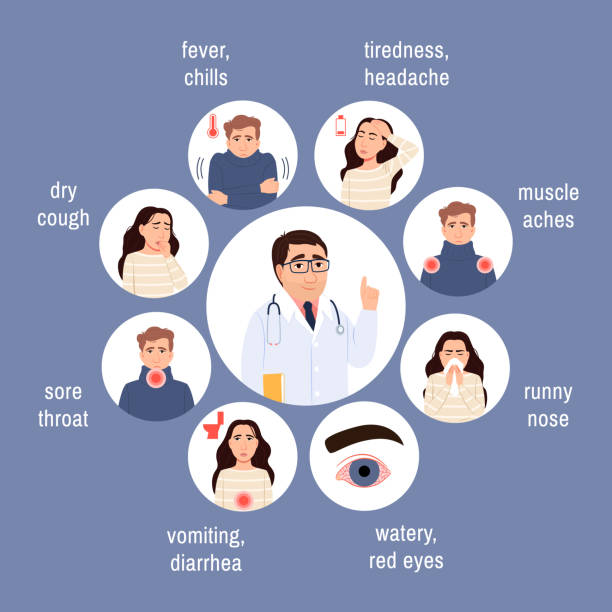 fever,
chills
tiredness,
headache
dry
cough
muscle
aches
sore
throat
runny
nose
vomiting,
diarrhea
watery,
red eyes